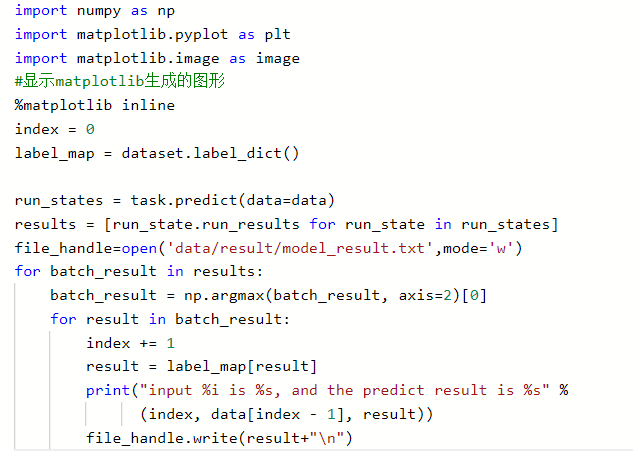 import numpy as np
import matplotlib.pyplot as plt
import matplotlib.image as image
#显示matplotlib生成的图形
%matplotlib inline
index = 0
label_map = dataset.label_dict()

run_states = task.predict(data=data)
results = [run_state.run_results for run_state in run_states]
file_handle=open('data/result/model_result.txt',mode='w')
for batch_result in results:
    batch_result = np.argmax(batch_result, axis=2)[0]
    for result in batch_result:
        index += 1
        result = label_map[result]
        print("input %i is %s, and the predict result is %s" %
              (index, data[index - 1], result))
        file_handle.write(result+"\n")